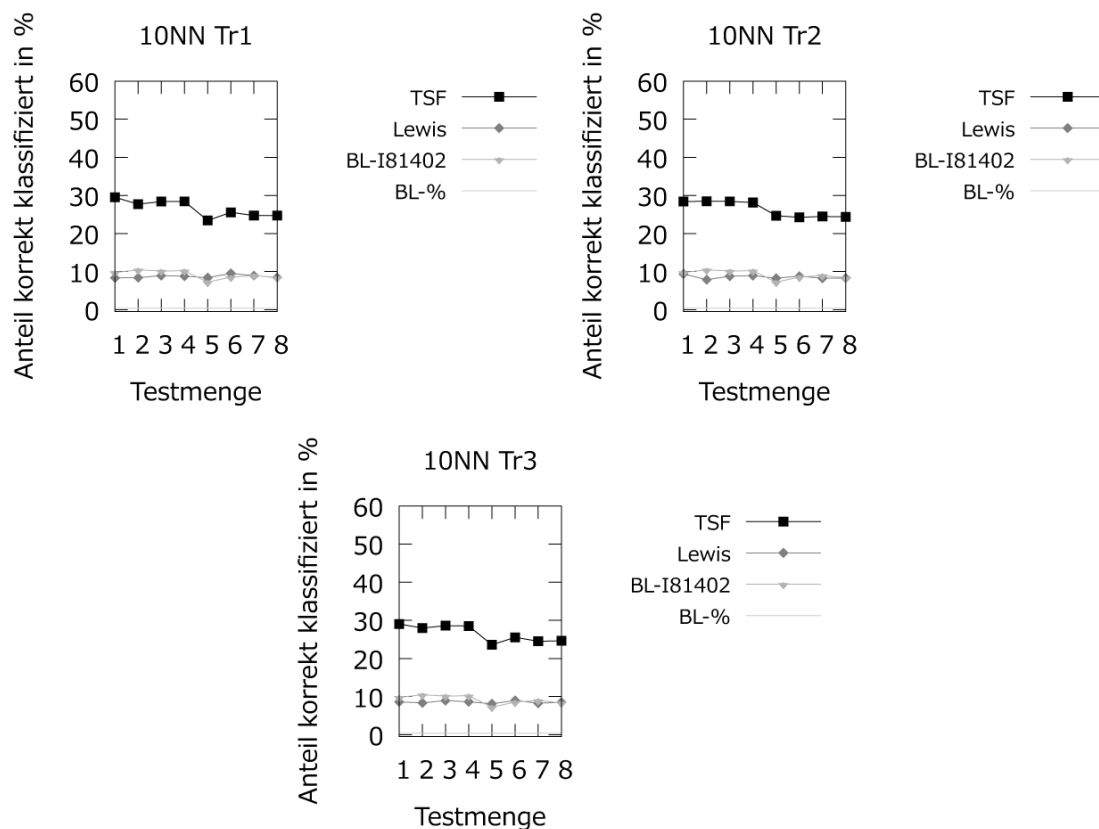 10NN Tr1
Anteil korrekt klassifiziert in %
60
50
40
30
20
10
0
1 2 3 4 5 6 7 8
Testmenge
TSF
Lewis
BL-I81402
BL-%
10NN Tr2
Anteil korrekt klassifiziert in %
60
50
40
30
20
10
0
1 2 3 4 5 6 7 8
Testmenge
TSF
Lewis
BL-I81402
BL-%
10NN Tr3
Anteil korrekt klassifiziert in %
60
50
40
30
20
10
0
1 2 3 4 5 6 7 8
Testmenge
TSF
Lewis
BL-I81402
BL-%